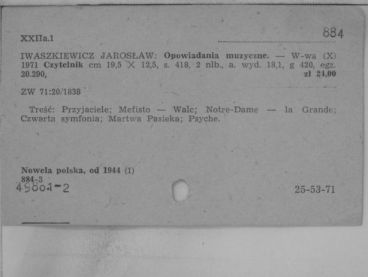 884
XXIIa.1
IWASZKIEWICZ JAROSŁAW: Opowiadania muzyczne. — W-wa (X)
1971 Czytelnik cm 19,5 X 12,5, s. 418, 2 nlb., a. wyd. 18,1, g 420, egz.
20.290, zł 24,00
ZW 71:20/1838
Treść: Przyjaciele; Mefisto — Walc; Notre-Dame — la Grande;
Czwarta symfonia; Martwa Pasieka; Psyche.
Nowela polska, od 1944 (1)
884-3
49861-2
25-53-71